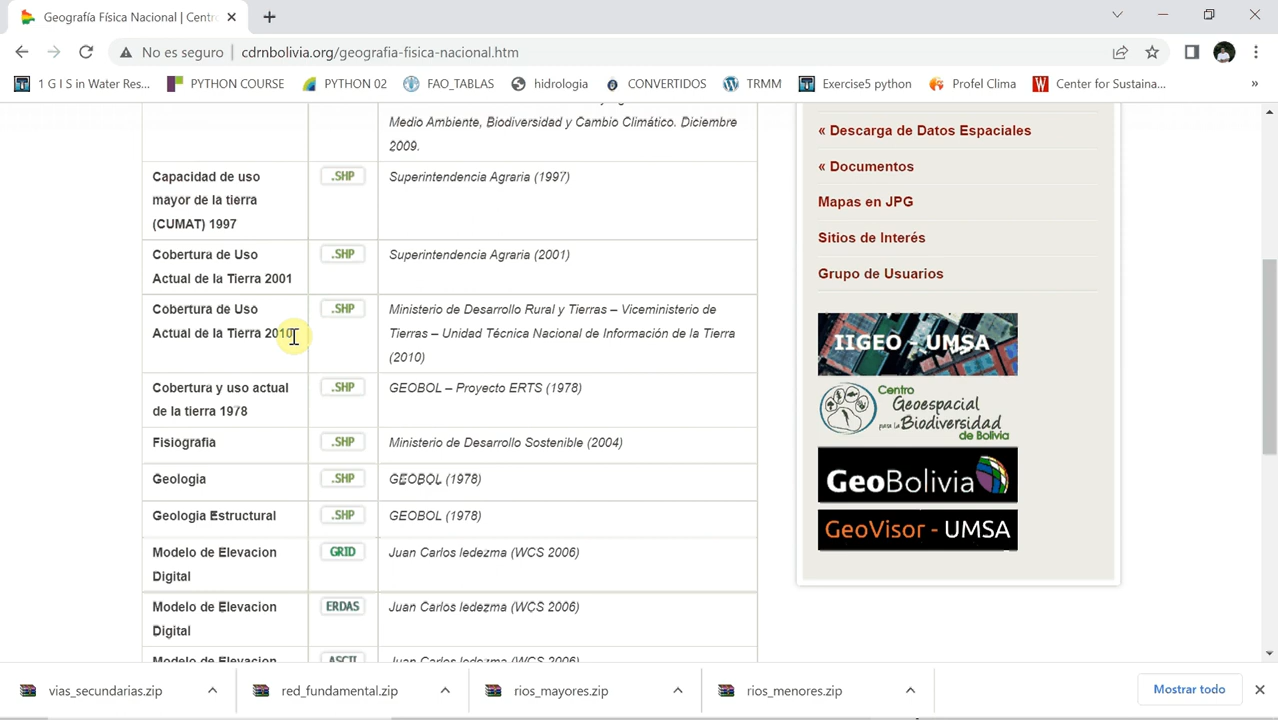 Geografía Física Nacional | Centr
No es seguro | cdrnbolivia.org/geografia-fisica-nacional.htm
1 G I S in Water Res...
PYTHON COURSE
PYTHON 02
FAO_TABLAS
hidrologia
CONVERTIDOS
TRMM
Exercise5 python
Profel Clima
Center for Sustaina...
»
Medio Ambiente, Biodiversidad y Cambio Climático. Diciembre
2009.
Capacidad de uso
mayor de la tierra
(CUMAT) 1997
.SHP
Superintendencia Agraria (1997)
Cobertura de Uso
Actual de la Tierra 2001
.SHP
Superintendencia Agraria (2001)
Cobertura de Uso
Actual de la Tierra 2010
.SHP
Ministerio de Desarrollo Rural y Tierras – Viceministerio de
Tierras – Unidad Técnica Nacional de Información de la Tierra
(2010)
Cobertura y uso actual
de la tierra 1978
.SHP
GEOBOL – Proyecto ERTS (1978)
Fisiografia
.SHP
Ministerio de Desarrollo Sostenible (2004)
Geologia
.SHP
GEOBOL (1978)
Geologia Estructural
.SHP
GEOBOL (1978)
Modelo de Elevacion
Digital
GRID
Juan Carlos ledezma (WCS 2006)
Modelo de Elevacion
Digital
ERDAS
Juan Carlos ledezma (WCS 2006)
Modelo de Elevacion
ASCII
Juan Carlos ledezma (WCS 2006)
« Descarga de Datos Espaciales
« Documentos
Mapas en JPG
Sitios de Interés
Grupo de Usuarios
IIGEO - UMSA
Centro
Geoespacial
para la Biodiversidad
de Bolivia
GeoBolivia
GeoVisor - UMSA
vias_secundarias.zip
red_fundamental.zip
rios_mayores.zip
rios_menores.zip
Mostrar todo